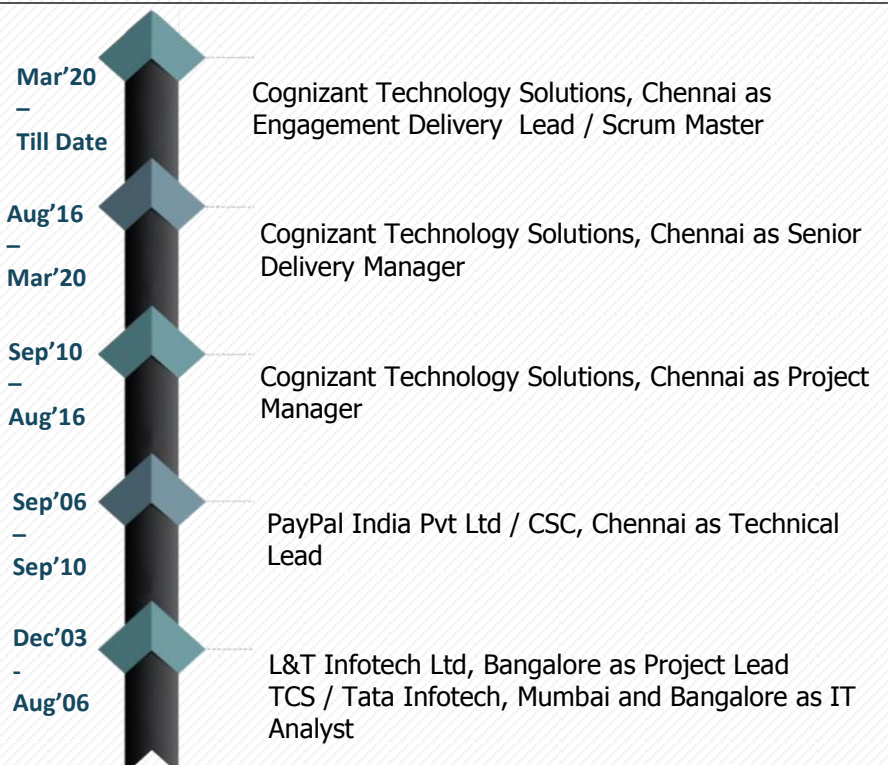 Mar’20
–
Till Date
Cognizant Technology Solutions, Chennai as
Engagement Delivery  Lead / Scrum Master
Aug’16
–
Mar’20
Cognizant Technology Solutions, Chennai as Senior
Delivery Manager
Sep’10
–
Aug’16
Cognizant Technology Solutions, Chennai as Project
Manager
Sep’06
–
Sep’10
PayPal India Pvt Ltd / CSC, Chennai as Technical
Lead
Dec’03
-
Aug’06
L&T Infotech Ltd, Bangalore as Project Lead
TCS / Tata Infotech, Mumbai and Bangalore as IT
Analyst